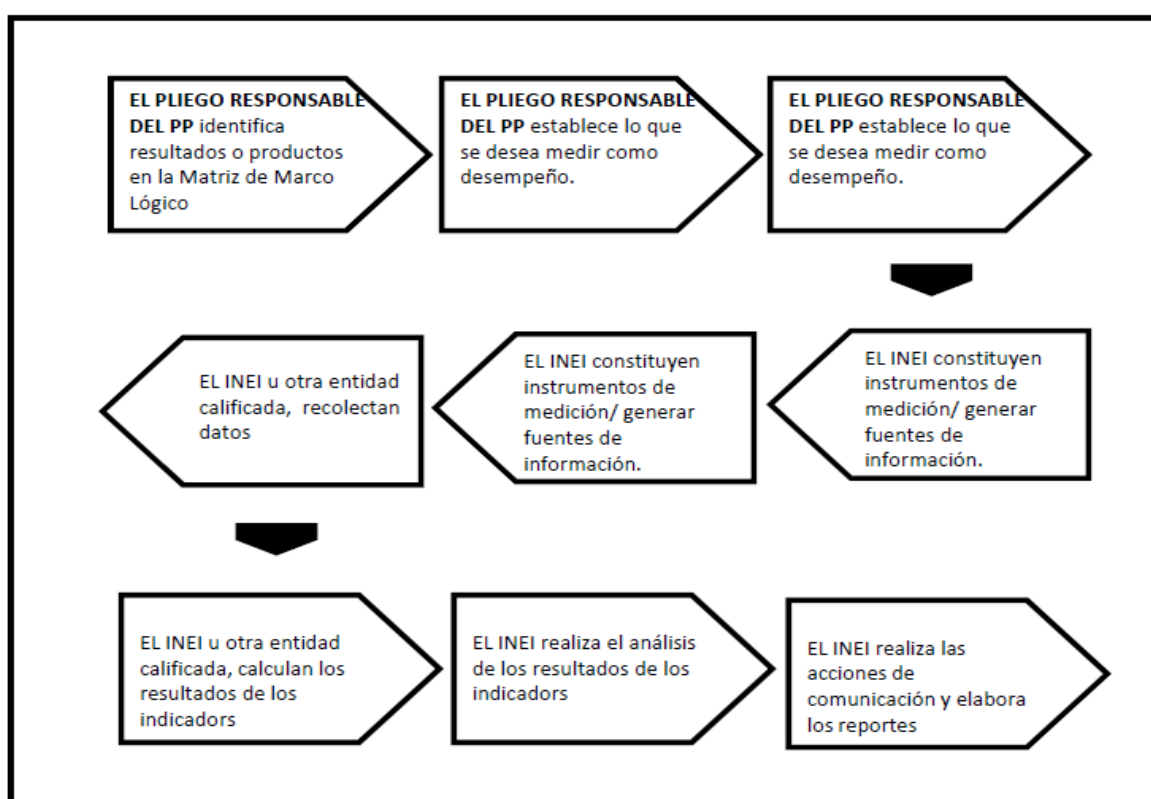 EL PLIEGO RESPONSABLE
DEL PP identifica
resultados o productos
en la Matriz de Marco
Lógico
EL PLIEGO RESPONSABLE
DEL PP establece lo que
se desea medir como
desempeño.
EL PLIEGO RESPONSABLE
DEL PP establece lo que
se desea medir como
desempeño.
EL INEI constituyen
instrumentos de
medición/ generar
fuentes de
información.
EL INEI constituyen
instrumentos de
medición/ generar
fuentes de
información.
EL INEI u otra entidad
calificada, recolectan
datos
EL INEI u otra entidad
calificada, calculan los
resultados de los
indicadors
EL INEI realiza el análisis
de los resultados de los
indicadors
EL INEI realiza las
acciones de
comunicación y elabora
los reportes